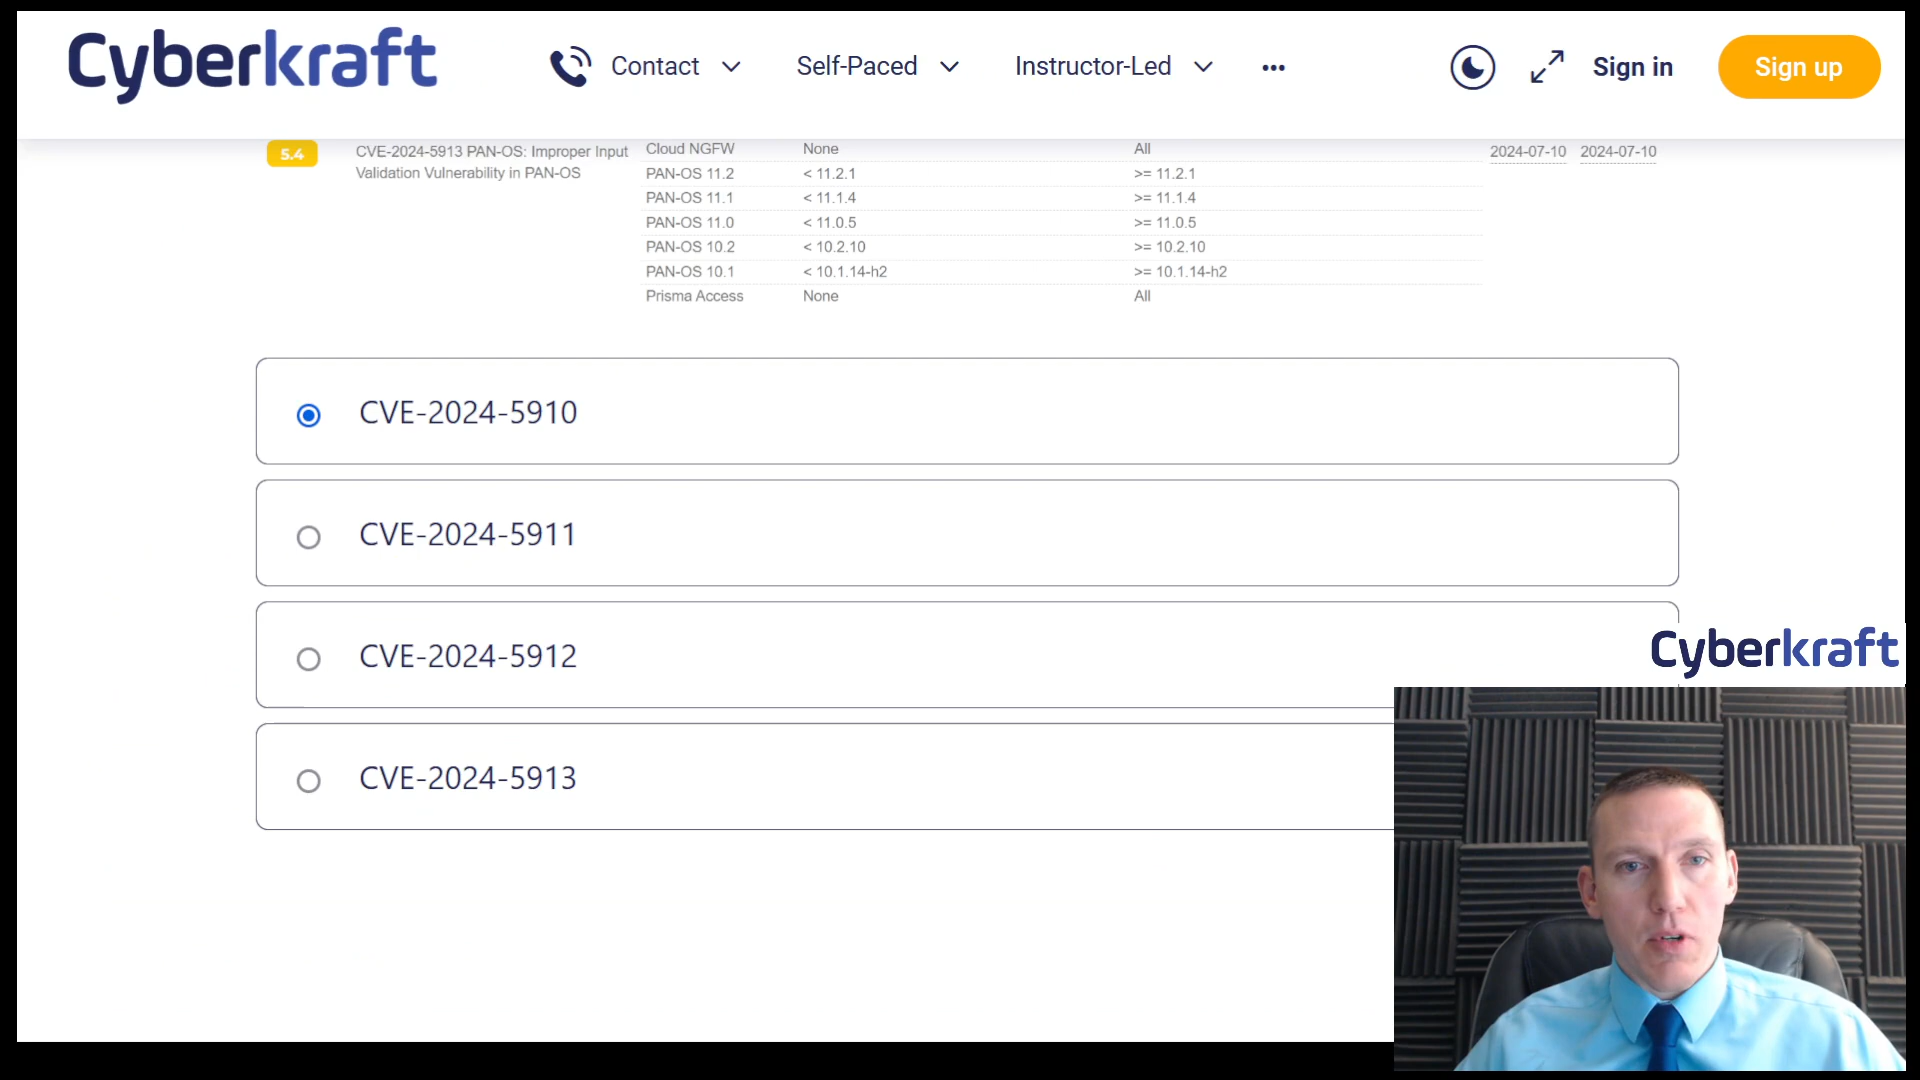 Cyberkraft
Contact
Self-Paced
Instructor-Led
•••
Sign in
Sign up
5.4
CVE-2024-5913 PAN-OS: Improper Input
Validation Vulnerability in PAN-OS
Cloud NGFW None All
PAN-OS 11.2 < 11.2.1 >= 11.2.1
PAN-OS 11.1 < 11.1.4 >= 11.1.4
PAN-OS 11.0 < 11.0.5 >= 11.0.5
PAN-OS 10.2 < 10.2.10 >= 10.2.10
PAN-OS 10.1 < 10.1.14-h2 >= 10.1.14-h2
Prisma Access None All
2024-07-10 2024-07-10
CVE-2024-5910
CVE-2024-5911
CVE-2024-5912
CVE-2024-5913
Cyberkraft